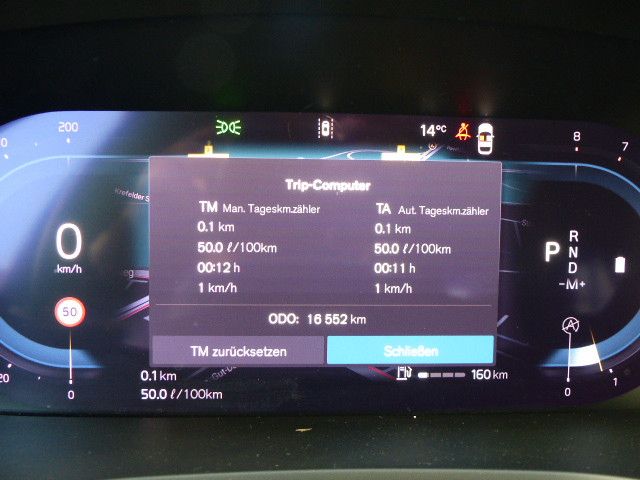 200
14°C
8
7
Trip-Computer
Krefelder S
TM Man. Tageskm.zähler
TA Aut. Tageskm.zähler
0.1 km
0.1 km
50.0 ℓ/100km
50.0 ℓ/100km
00:12 h
00:11 h
1 km/h
1 km/h
0
km/h
P
R
N
D
-M+
50
ODO: 16 552 km
TM zurücksetzen
Schließen
20
0.1 km
Gut-D
160 km
0
50.0 ℓ/100km
0
1